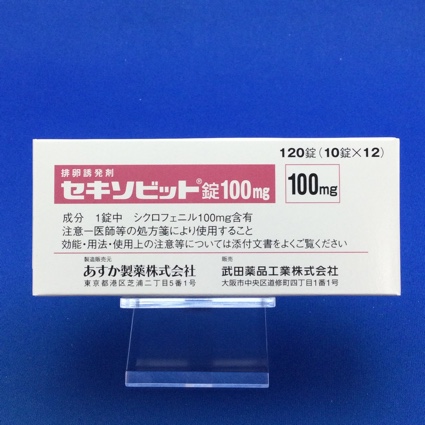 120錠(10錠×12)
排卵誘発剤
セキソビット®錠100mg
100mg
成分 1錠中 シクロフェニル100mg含有
注意－医師等の処方箋により使用すること
効能・用法・使用上の注意等については添付文書をよくご覧ください
製造販売元
あすか製薬株式会社
東京都港区芝浦二丁目5番1号
販売
武田薬品工業株式会社
大阪市中央区道修町四丁目1番1号